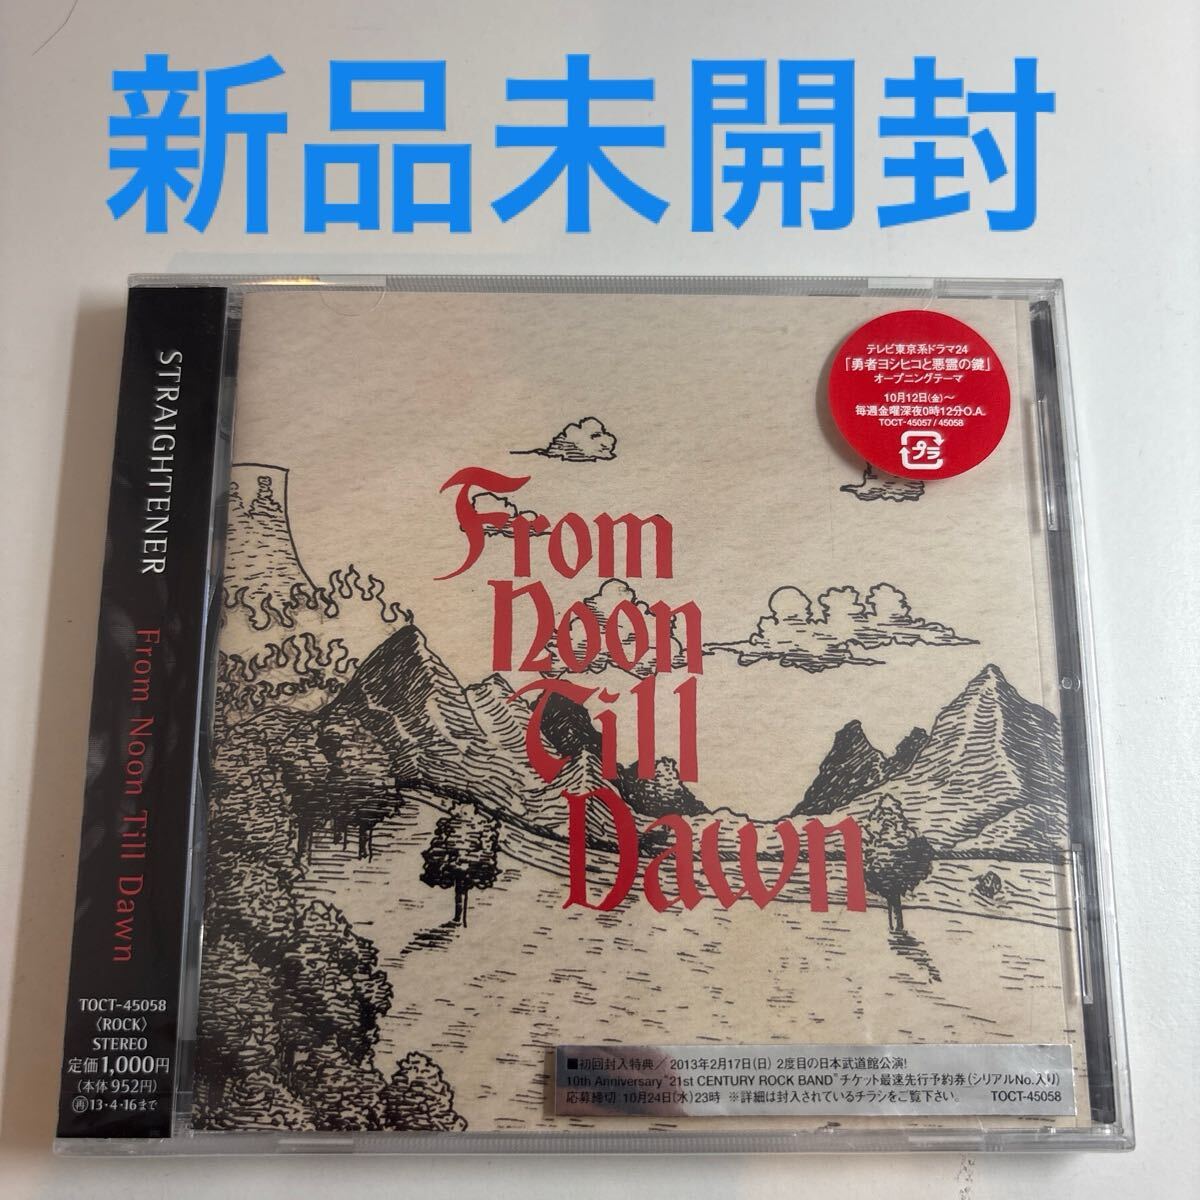 新品未開封
STRAIGHTENER From Noon Till Dawn
TOCT-45058
〈ROCK〉
STEREO
定価1,000円
(本体 952円)
再13・4・16まで
テレビ東京系ドラマ24
「勇者ヨシヒコと悪霊の鍵」
オープニングテーマ
10月12日(金)〜
毎週金曜深夜0時12分O.A.
TOCT-45057 / 45058
プラ
From
Noon
Till
Dawn
■初回封入特典／2013年2月17日(日) 2度目の日本武道館公演!
10th Anniversary "21st CENTURY ROCK BAND" チケット最速先行予約券(シリアルNo.入り)
応募締切:10月24日(水)23時 ※詳細は封入されているチラシをご覧下さい。 TOCT-45058